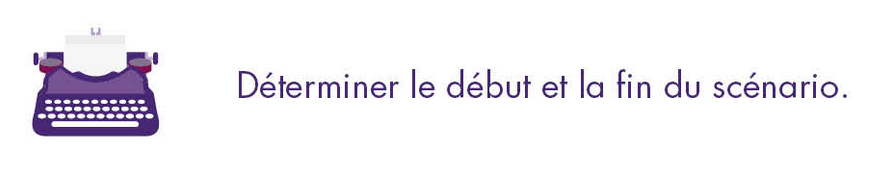 Déterminer le début et la fin du scénario.